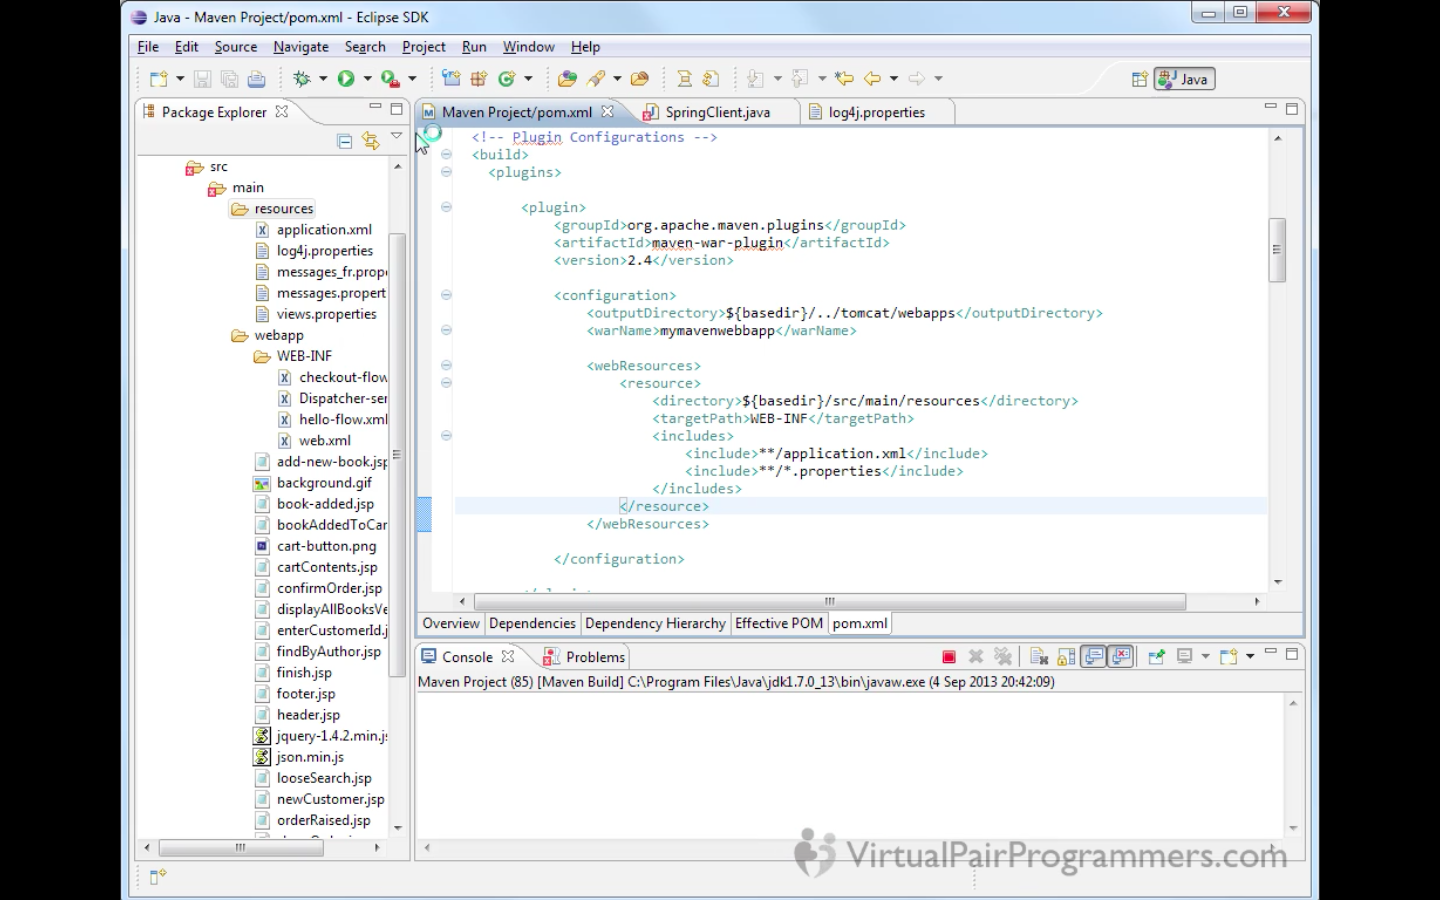 Java - Maven Project/pom.xml - Eclipse SDK
File Edit Source Navigate Search Project Run Window Help
Java
Package Explorer
Maven Project/pom.xml
SpringClient.java
log4j.properties
src
main
resources
application.xml
log4j.properties
messages_fr.prope
messages.propert
views.properties
webapp
WEB-INF
checkout-flow
Dispatcher-ser
hello-flow.xml
web.xml
add-new-book.jsp
background.gif
book-added.jsp
bookAddedToCar
cart-button.png
cartContents.jsp
confirmOrder.jsp
displayAllBooksVe
enterCustomerId.j
findByAuthor.jsp
finish.jsp
footer.jsp
header.jsp
jquery-1.4.2.min.js
json.min.js
looseSearch.jsp
newCustomer.jsp
orderRaised.jsp
<!-- Plugin Configurations -->
<build>
<plugins>
<plugin>
<groupId>org.apache.maven.plugins</groupId>
<artifactId>maven-war-plugin</artifactId>
<version>2.4</version>
<configuration>
<outputDirectory>${basedir}/../tomcat/webapps</outputDirectory>
<warName>mymavenwebbapp</warName>
<webResources>
<resource>
<directory>${basedir}/src/main/resources</directory>
<targetPath>WEB-INF</targetPath>
<includes>
<include>**/application.xml</include>
<include>**/*.properties</include>
</includes>
</resource>
</webResources>
</configuration>
Overview Dependencies Dependency Hierarchy Effective POM pom.xml
Console Problems
Maven Project (85) [Maven Build] C:\Program Files\Java\jdk1.7.0_13\bin\javaw.exe (4 Sep 2013 20:42:09)
VirtualPairProgrammers.com